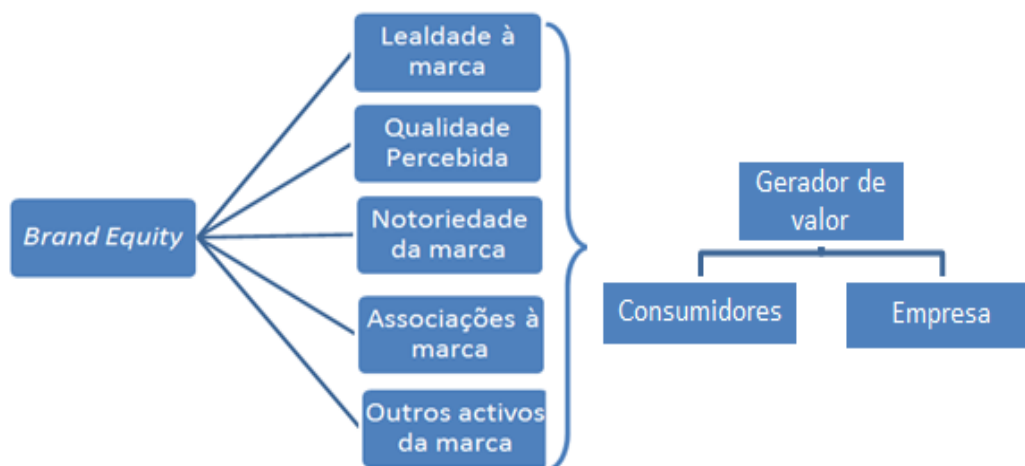 Brand Equity
Lealdade à
marca
Qualidade
Percebida
Notoriedade
da marca
Associações à
marca
Outros activos
da marca
Gerador de
valor
Consumidores
Empresa